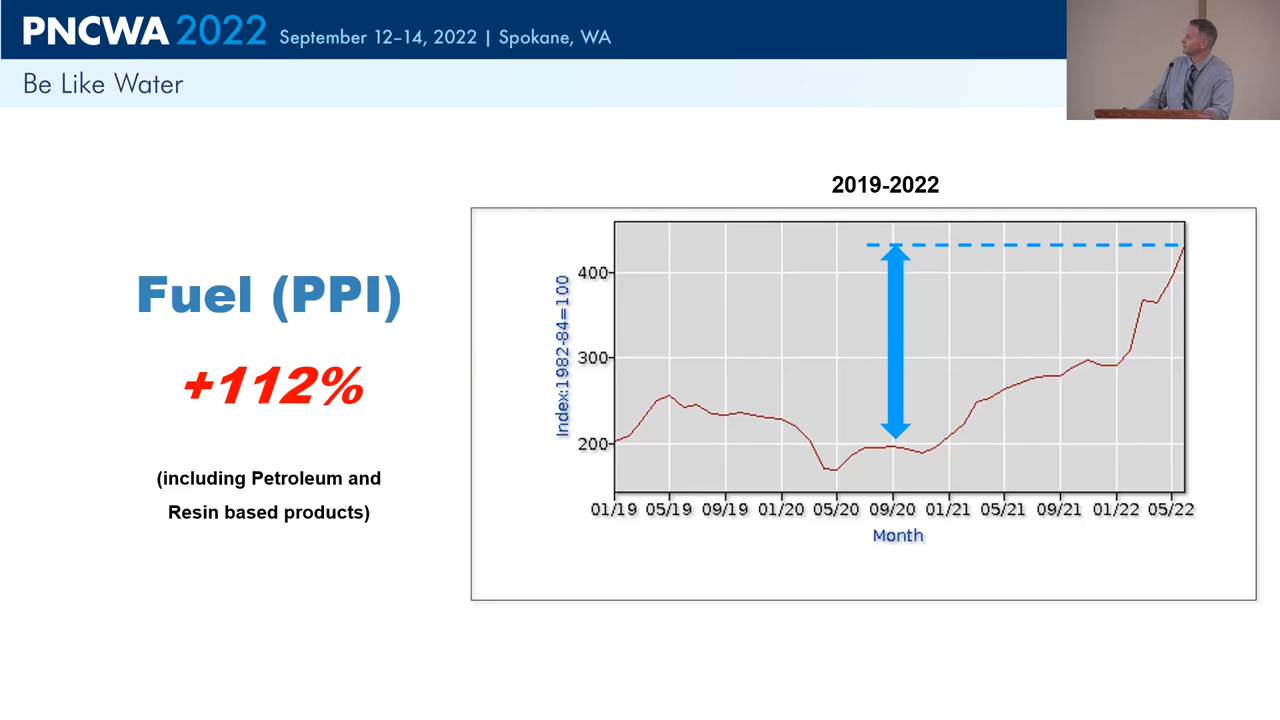 PNCWA 2022 September 12–14, 2022 | Spokane, WA
Be Like Water
2019-2022
Fuel (PPI)
+112%
(including Petroleum and
Resin based products)
Index:1982-84=100
400
300
200
01/19 05/19 09/19 01/20 05/20 09/20 01/21 05/21 09/21 01/22 05/22
Month